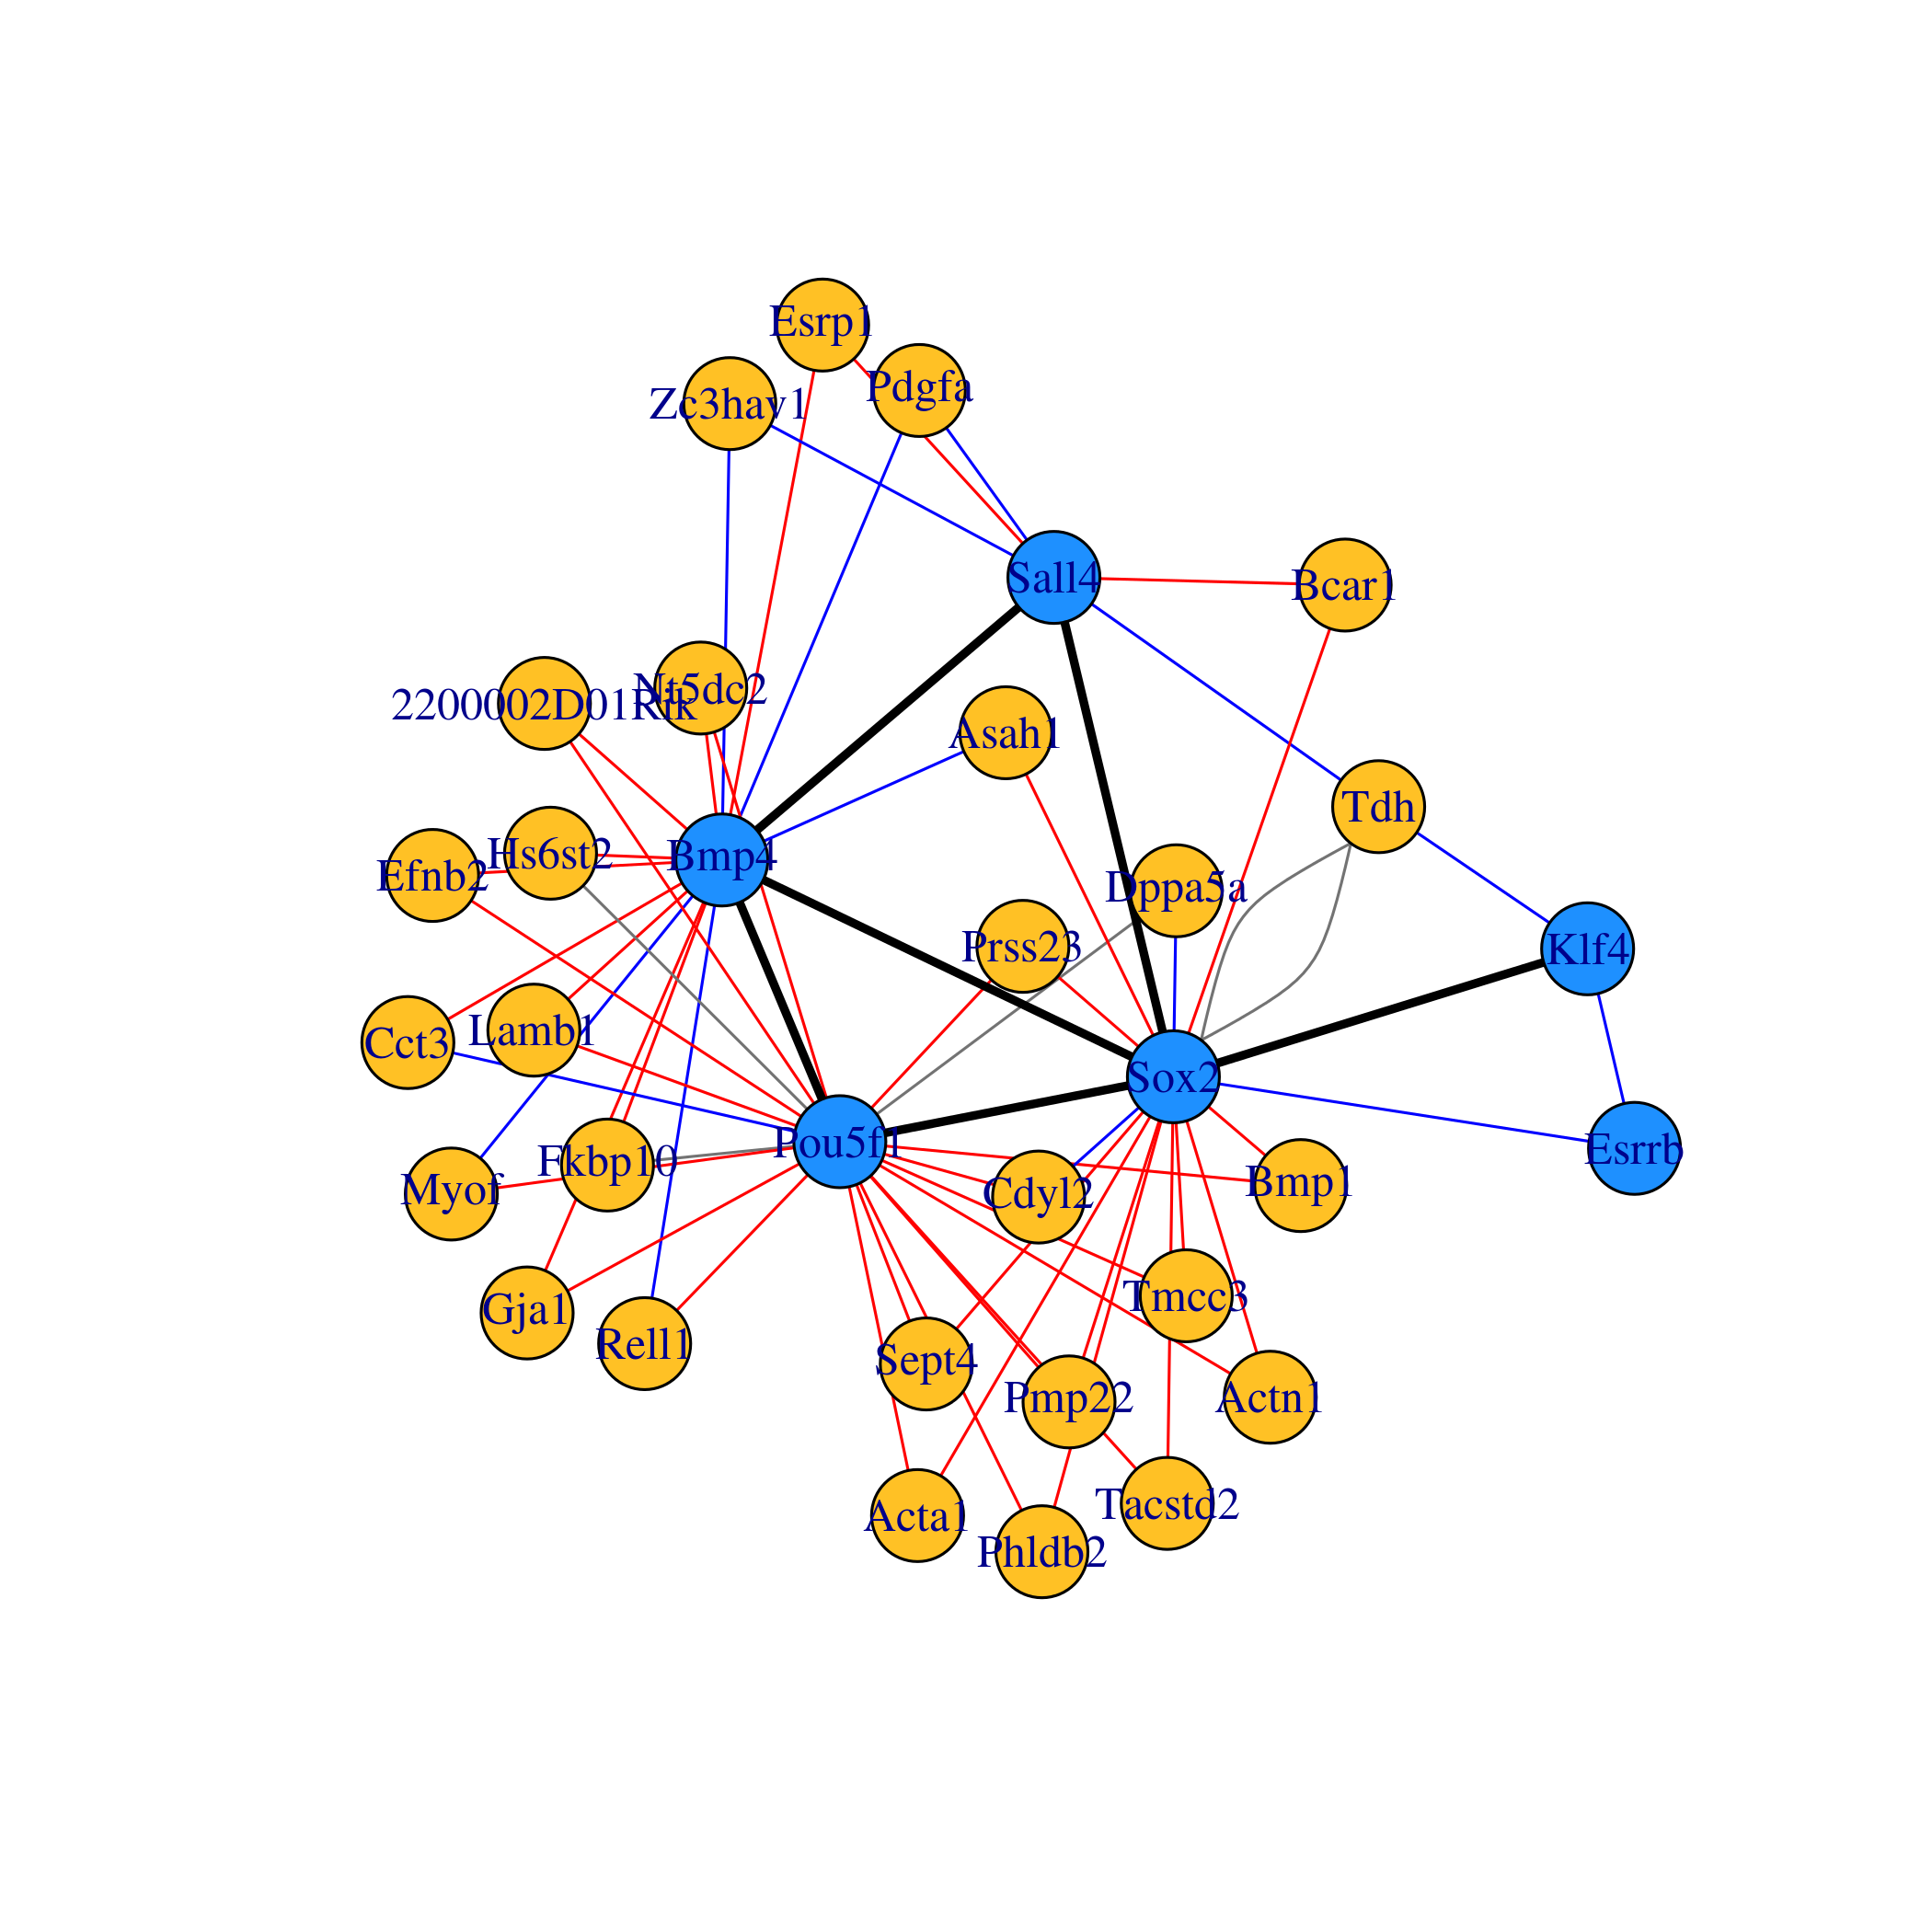 Esrp1
Pdgfa
Zc3hav1
Sall4
Bcar1
Nt5dc2
2200002D01Rik
Asah1
Tdh
Hs6st2
Bmp4
Efnb2
Dppa5a
Prss23
Klf4
Lamb1
Cct3
Sox2
Pou5f1
Esrrb
Fkbp10
Bmp1
Myof
Cdyl2
Tmcc3
Gja1
Rell1
Sept4
Pmp22
Actn1
Tacstd2
Acta1
Phldb2